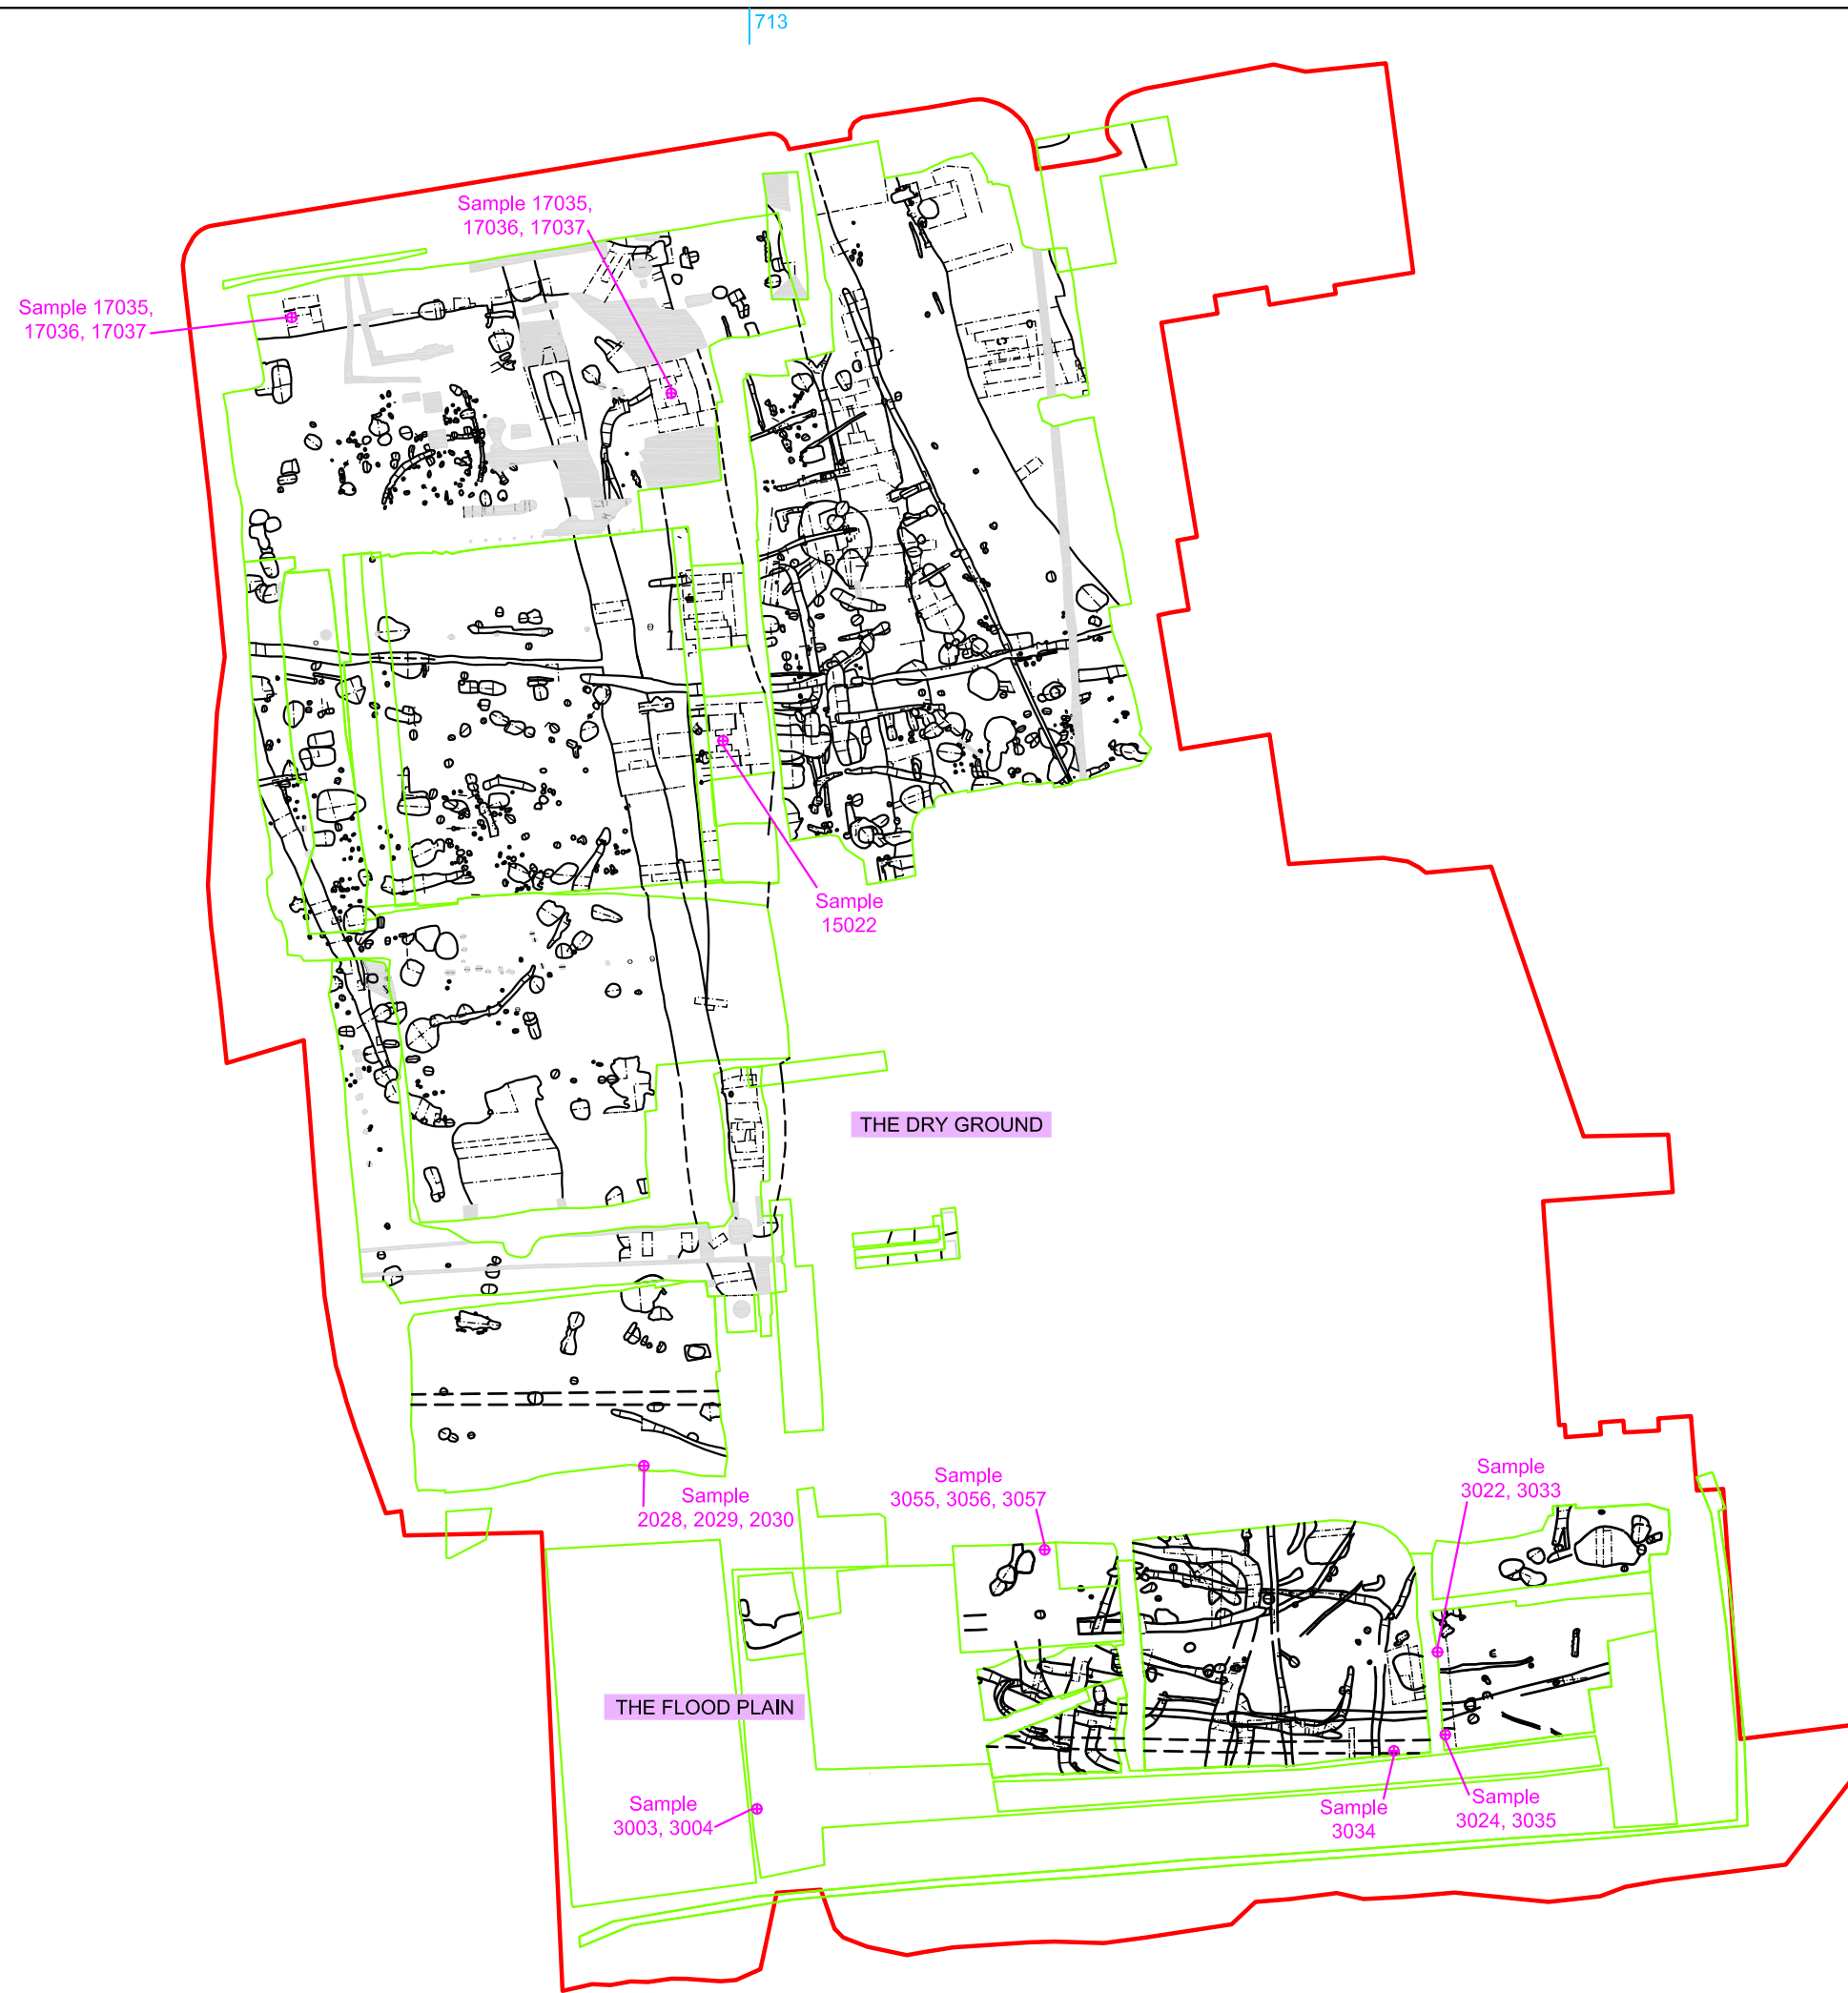 713
Sample 17035,
17036, 17037
Sample 17035,
17036, 17037
Sample
15022
THE DRY GROUND
Sample
2028, 2029, 2030
Sample
3055, 3056, 3057
Sample
3022, 3033
THE FLOOD PLAIN
Sample
3003, 3004
Sample
3034
Sample
3024, 3035